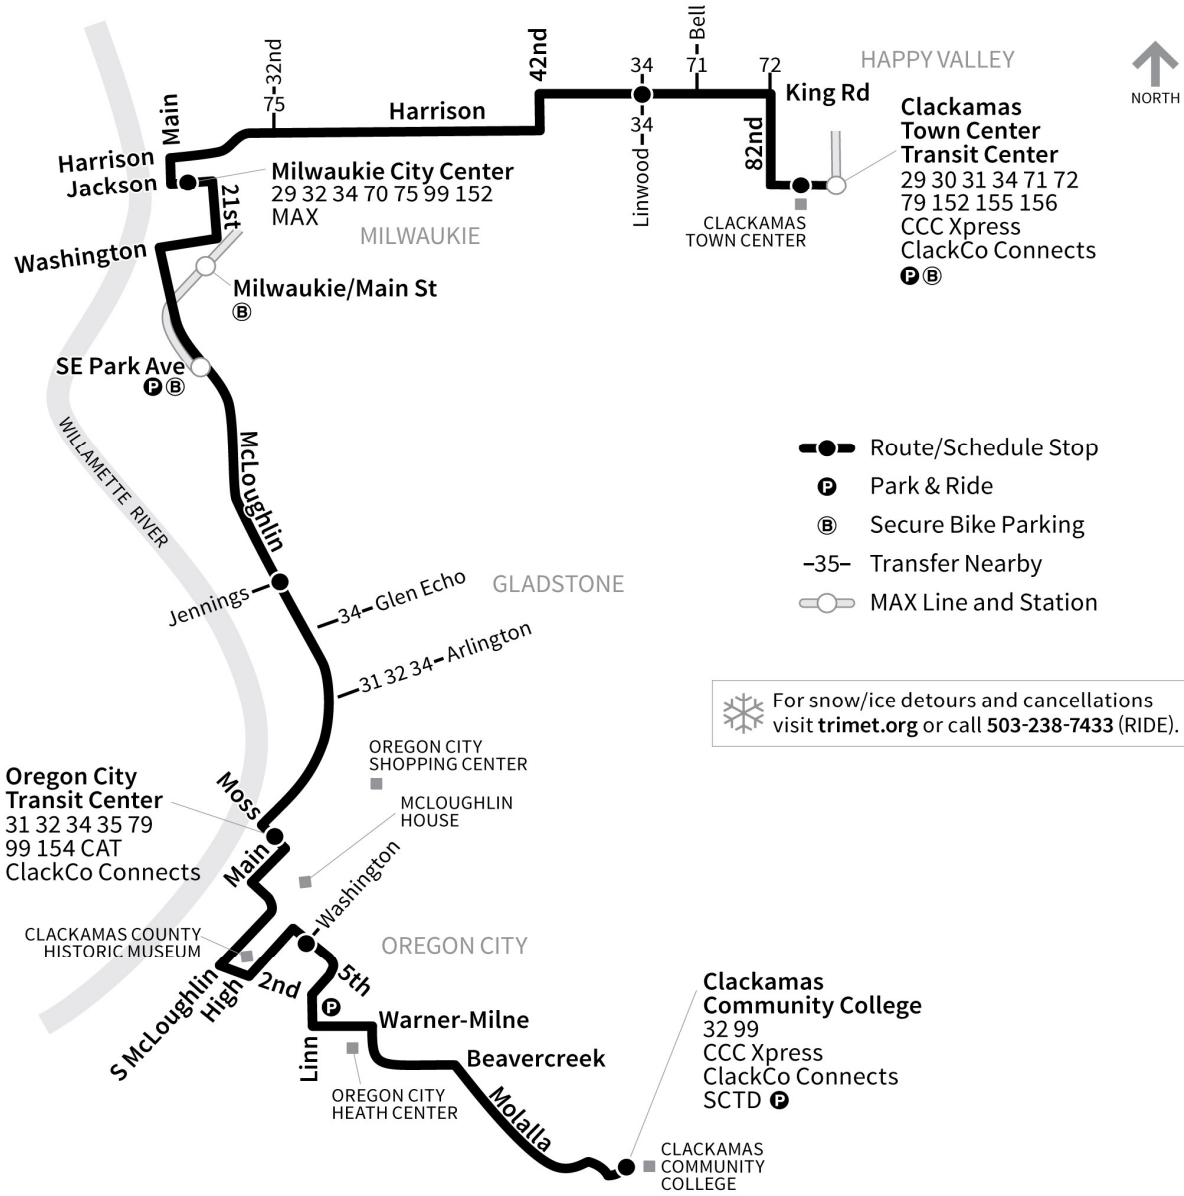 Bell
32nd
42nd
34
71
72
HAPPY VALLEY
NORTH
Main
75
Harrison
King Rd
34
Linwood
82nd
Clackamas
Town Center
Transit Center
29 30 31 34 71 72
79 152 155 156
CCC Xpress
ClackCo Connects
P B
CLACKAMAS
TOWN CENTER
Harrison
Jackson
Milwaukie City Center
29 32 34 70 75 99 152
MAX
21st
MILWAUKIE
Washington
Milwaukie/Main St
B
SE Park Ave
P B
WILLAMETTE RIVER
McLoughlin
Route/Schedule Stop
P Park & Ride
B Secure Bike Parking
–35– Transfer Nearby
MAX Line and Station
Jennings
34 Glen Echo
GLADSTONE
31 32 34 Arlington
For snow/ice detours and cancellations
visit trimet.org or call 503-238-7433 (RIDE).
OREGON CITY
SHOPPING CENTER
MCLOUGHLIN
HOUSE
Moss
Oregon City
Transit Center
31 32 34 35 79
99 154 CAT
ClackCo Connects
Main
Washington
CLACKAMAS COUNTY
HISTORIC MUSEUM
OREGON CITY
S McLoughlin
High
2nd
5th
P
Warner-Milne
Linn
Beavercreek
OREGON CITY
HEATH CENTER
Molalla
Clackamas
Community College
32 99
CCC Xpress
ClackCo Connects
SCTD P
CLACKAMAS
COMMUNITY
COLLEGE